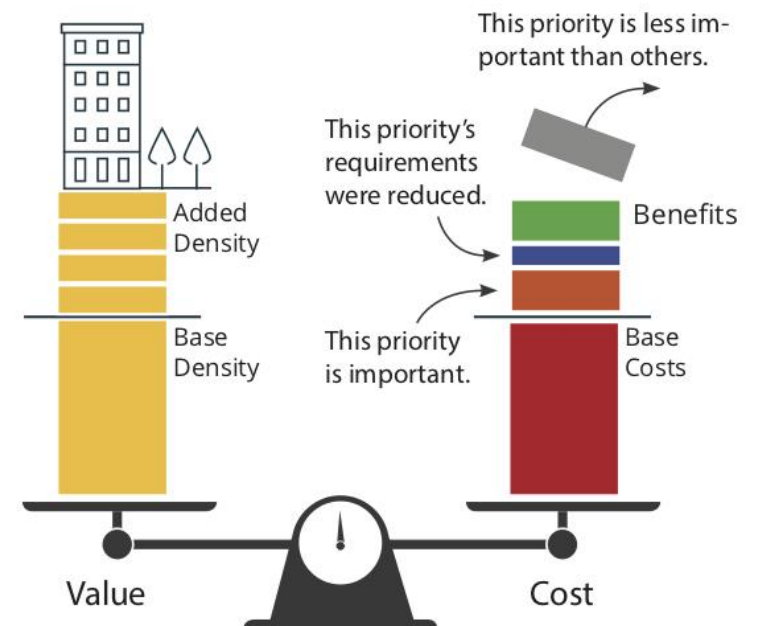 This priority is less im-
portant than others.
This priority's
requirements
were reduced.
Added
Density
Benefits
This priority
is important.
Base
Density
Base
Costs
Value
Cost